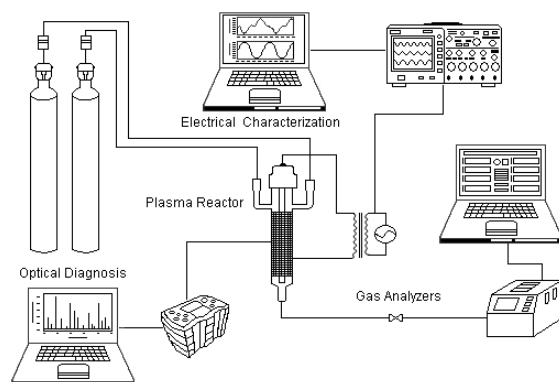 Electrical Characterization
Plasma Reactor
Optical Diagnosis
Gas Analyzers